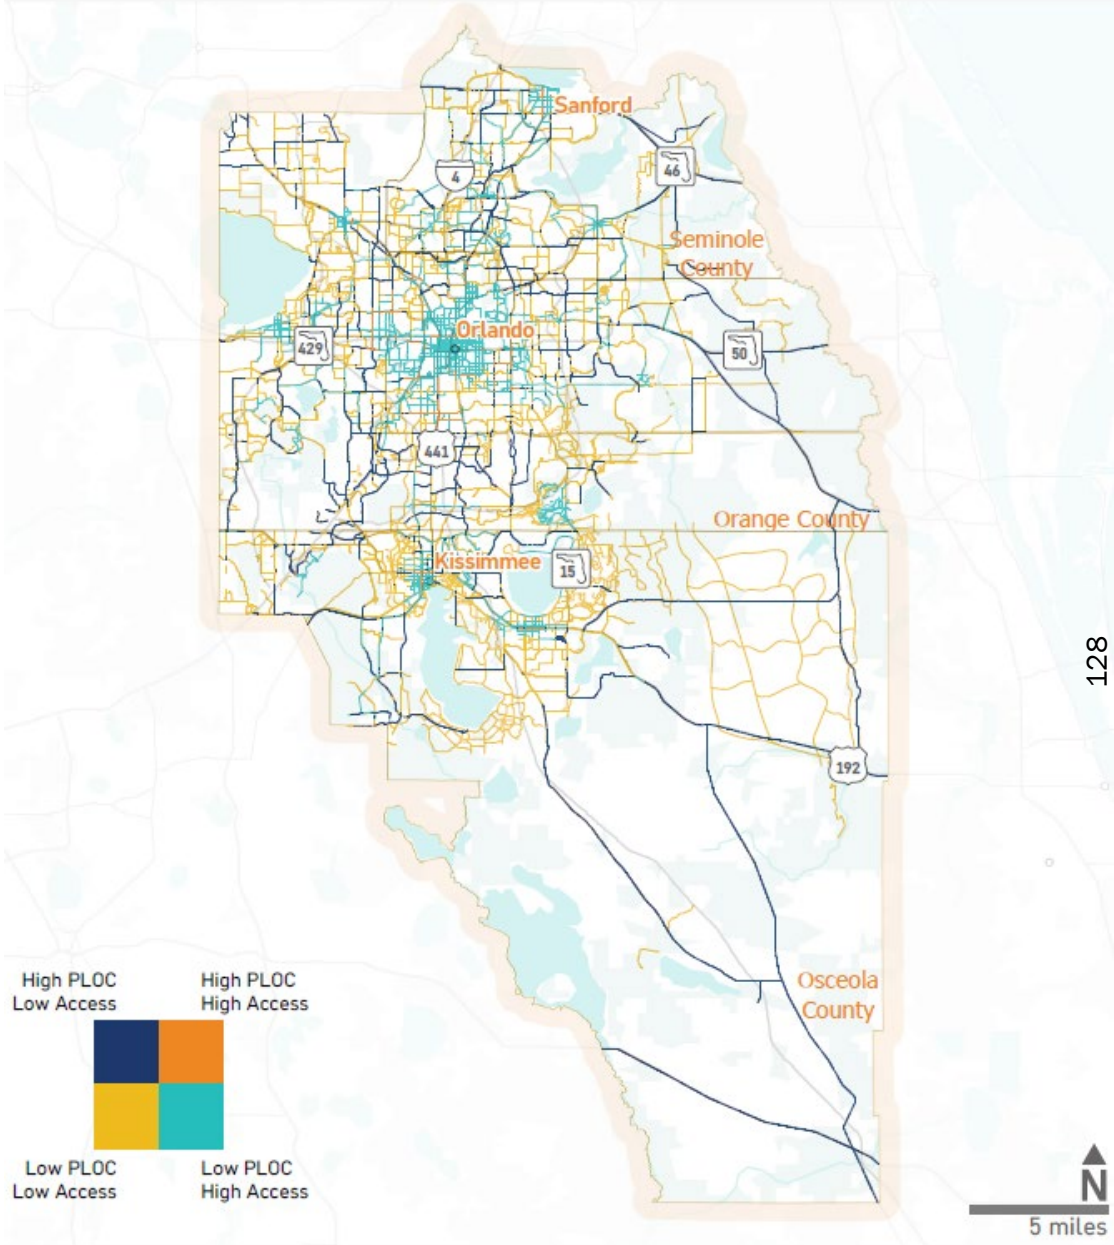 Sanford
46
4
Seminole
County
Orlando
429
50
441
Orange County
Kissimmee
15
128
192
Osceola
County
High PLOC
Low Access
High PLOC
High Access
Low PLOC
Low Access
Low PLOC
High Access
N
5 miles